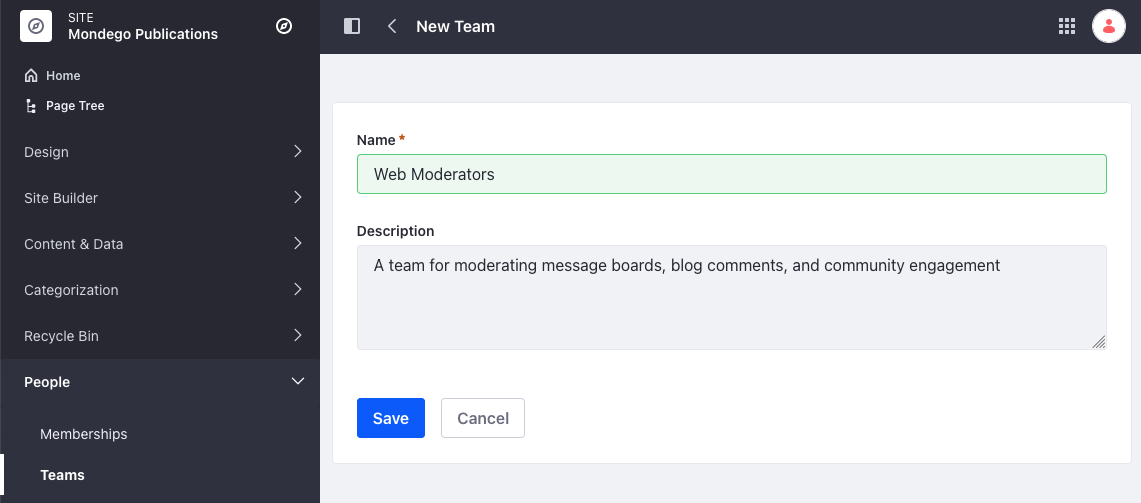 SITE
Mondego Publications
Home
Page Tree
Design
Site Builder
Content & Data
Categorization
Recycle Bin
People
Memberships
Teams
New Team
Name *
Web Moderators
Description
A team for moderating message boards, blog comments, and community engagement
Save
Cancel